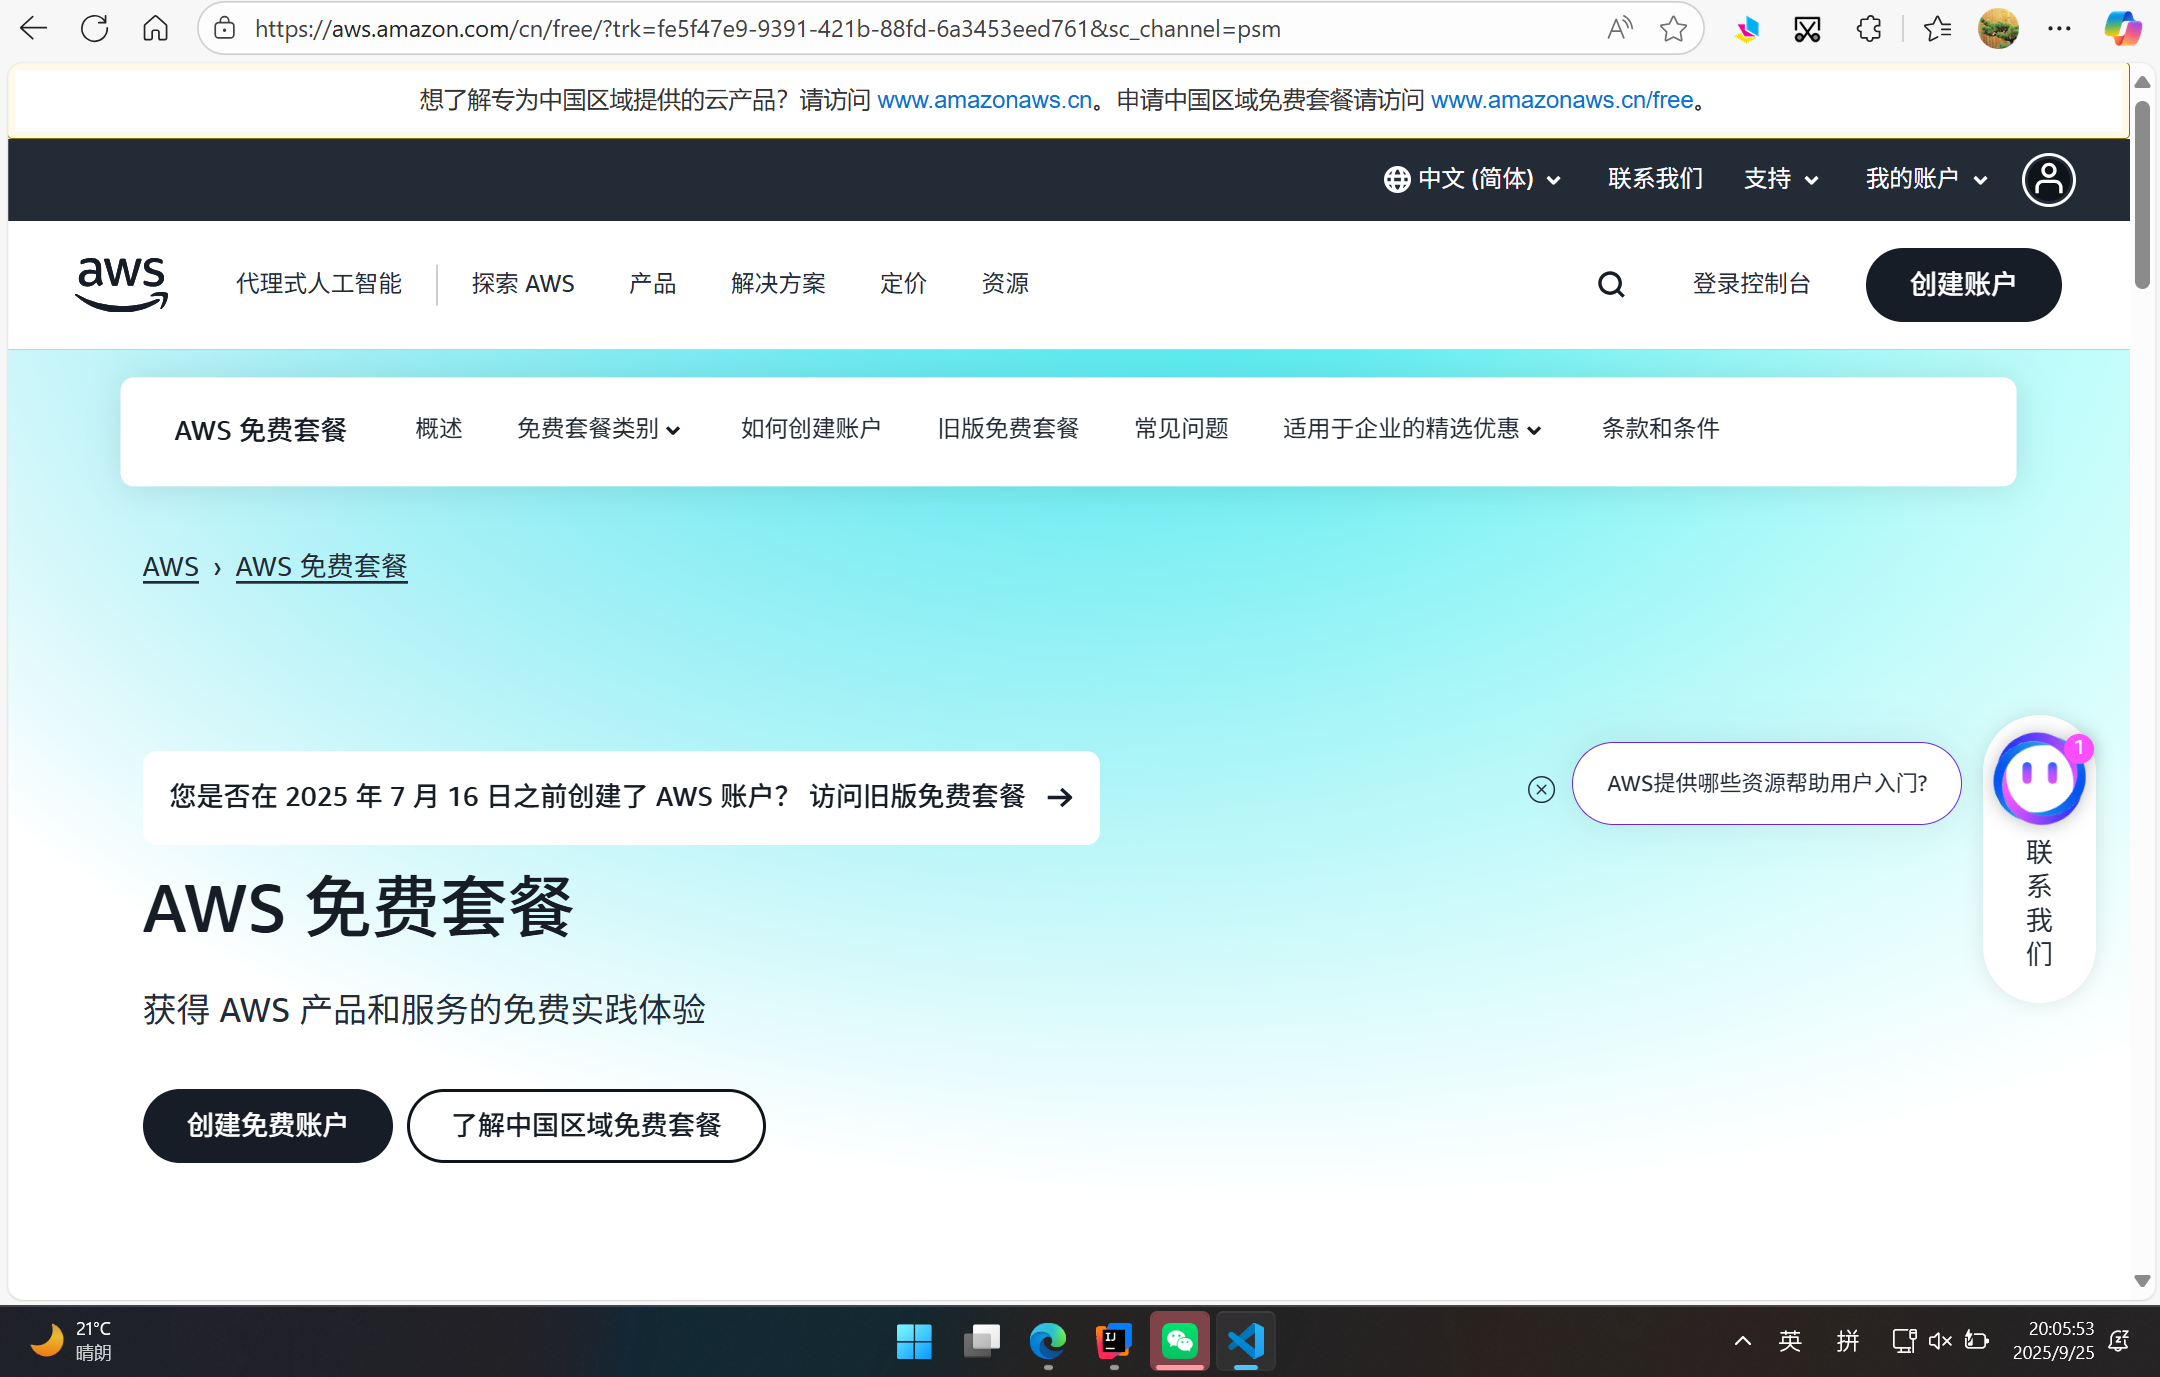 https://aws.amazon.com/cn/free/?trk=fe5f47e9-9391-421b-88fd-6a3453eed761&sc_channel=psm
想了解专为中国区域提供的云产品？请访问 www.amazonaws.cn。申请中国区域免费套餐请访问 www.amazonaws.cn/free。
中文 (简体) 联系我们 支持 我的账户
aws 代理式人工智能 探索 AWS 产品 解决方案 定价 资源 登录控制台 创建账户
AWS 免费套餐 概述 免费套餐类别 如何创建账户 旧版免费套餐 常见问题 适用于企业的精选优惠 条款和条件
AWS › AWS 免费套餐
您是否在 2025 年 7 月 16 日之前创建了 AWS 账户？ 访问旧版免费套餐 →
AWS提供哪些资源帮助用户入门?
1
联
系
我
们
AWS 免费套餐
获得 AWS 产品和服务的免费实践体验
创建免费账户 了解中国区域免费套餐
21°C
晴朗
英 拼
20:05:53
2025/9/25